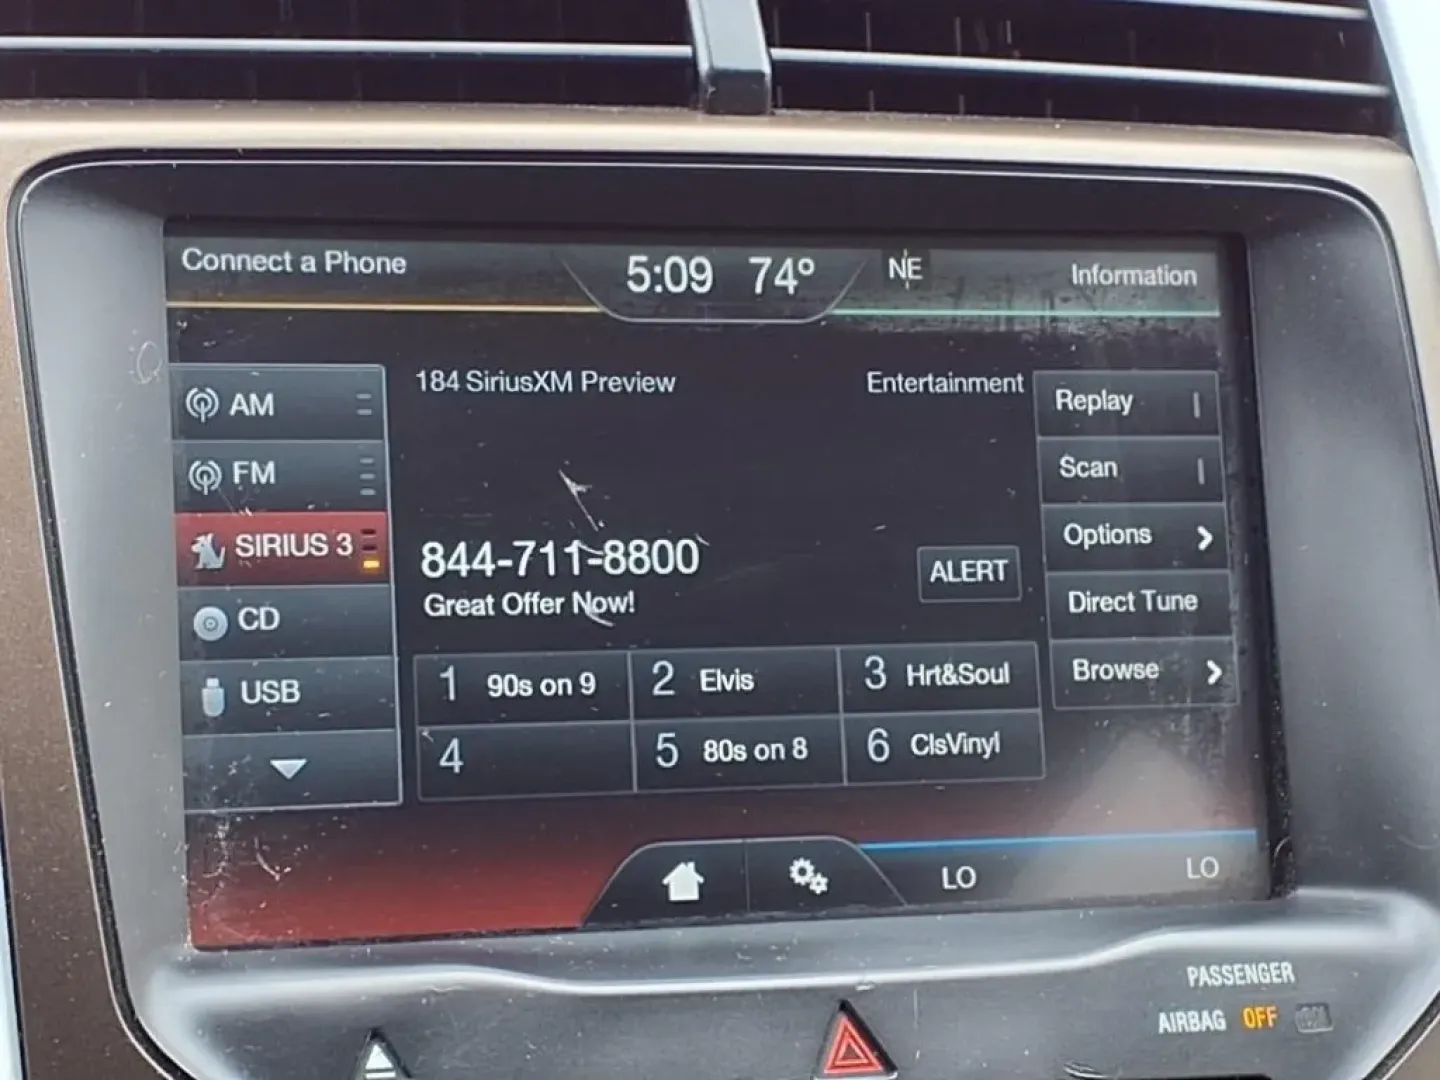 Connect a Phone
5:09 74° NE
Information
AM
FM
SIRIUS 3
CD
USB
184 SiriusXM Preview
Entertainment
844-711-8800
Great Offer Now!
ALERT
1 90s on 9
2 Elvis
3 Hrt&Soul
4
5 80s on 8
6 ClsVinyl
Replay
Scan
Options
Direct Tune
Browse
LO
LO
PASSENGER
AIRBAG OFF